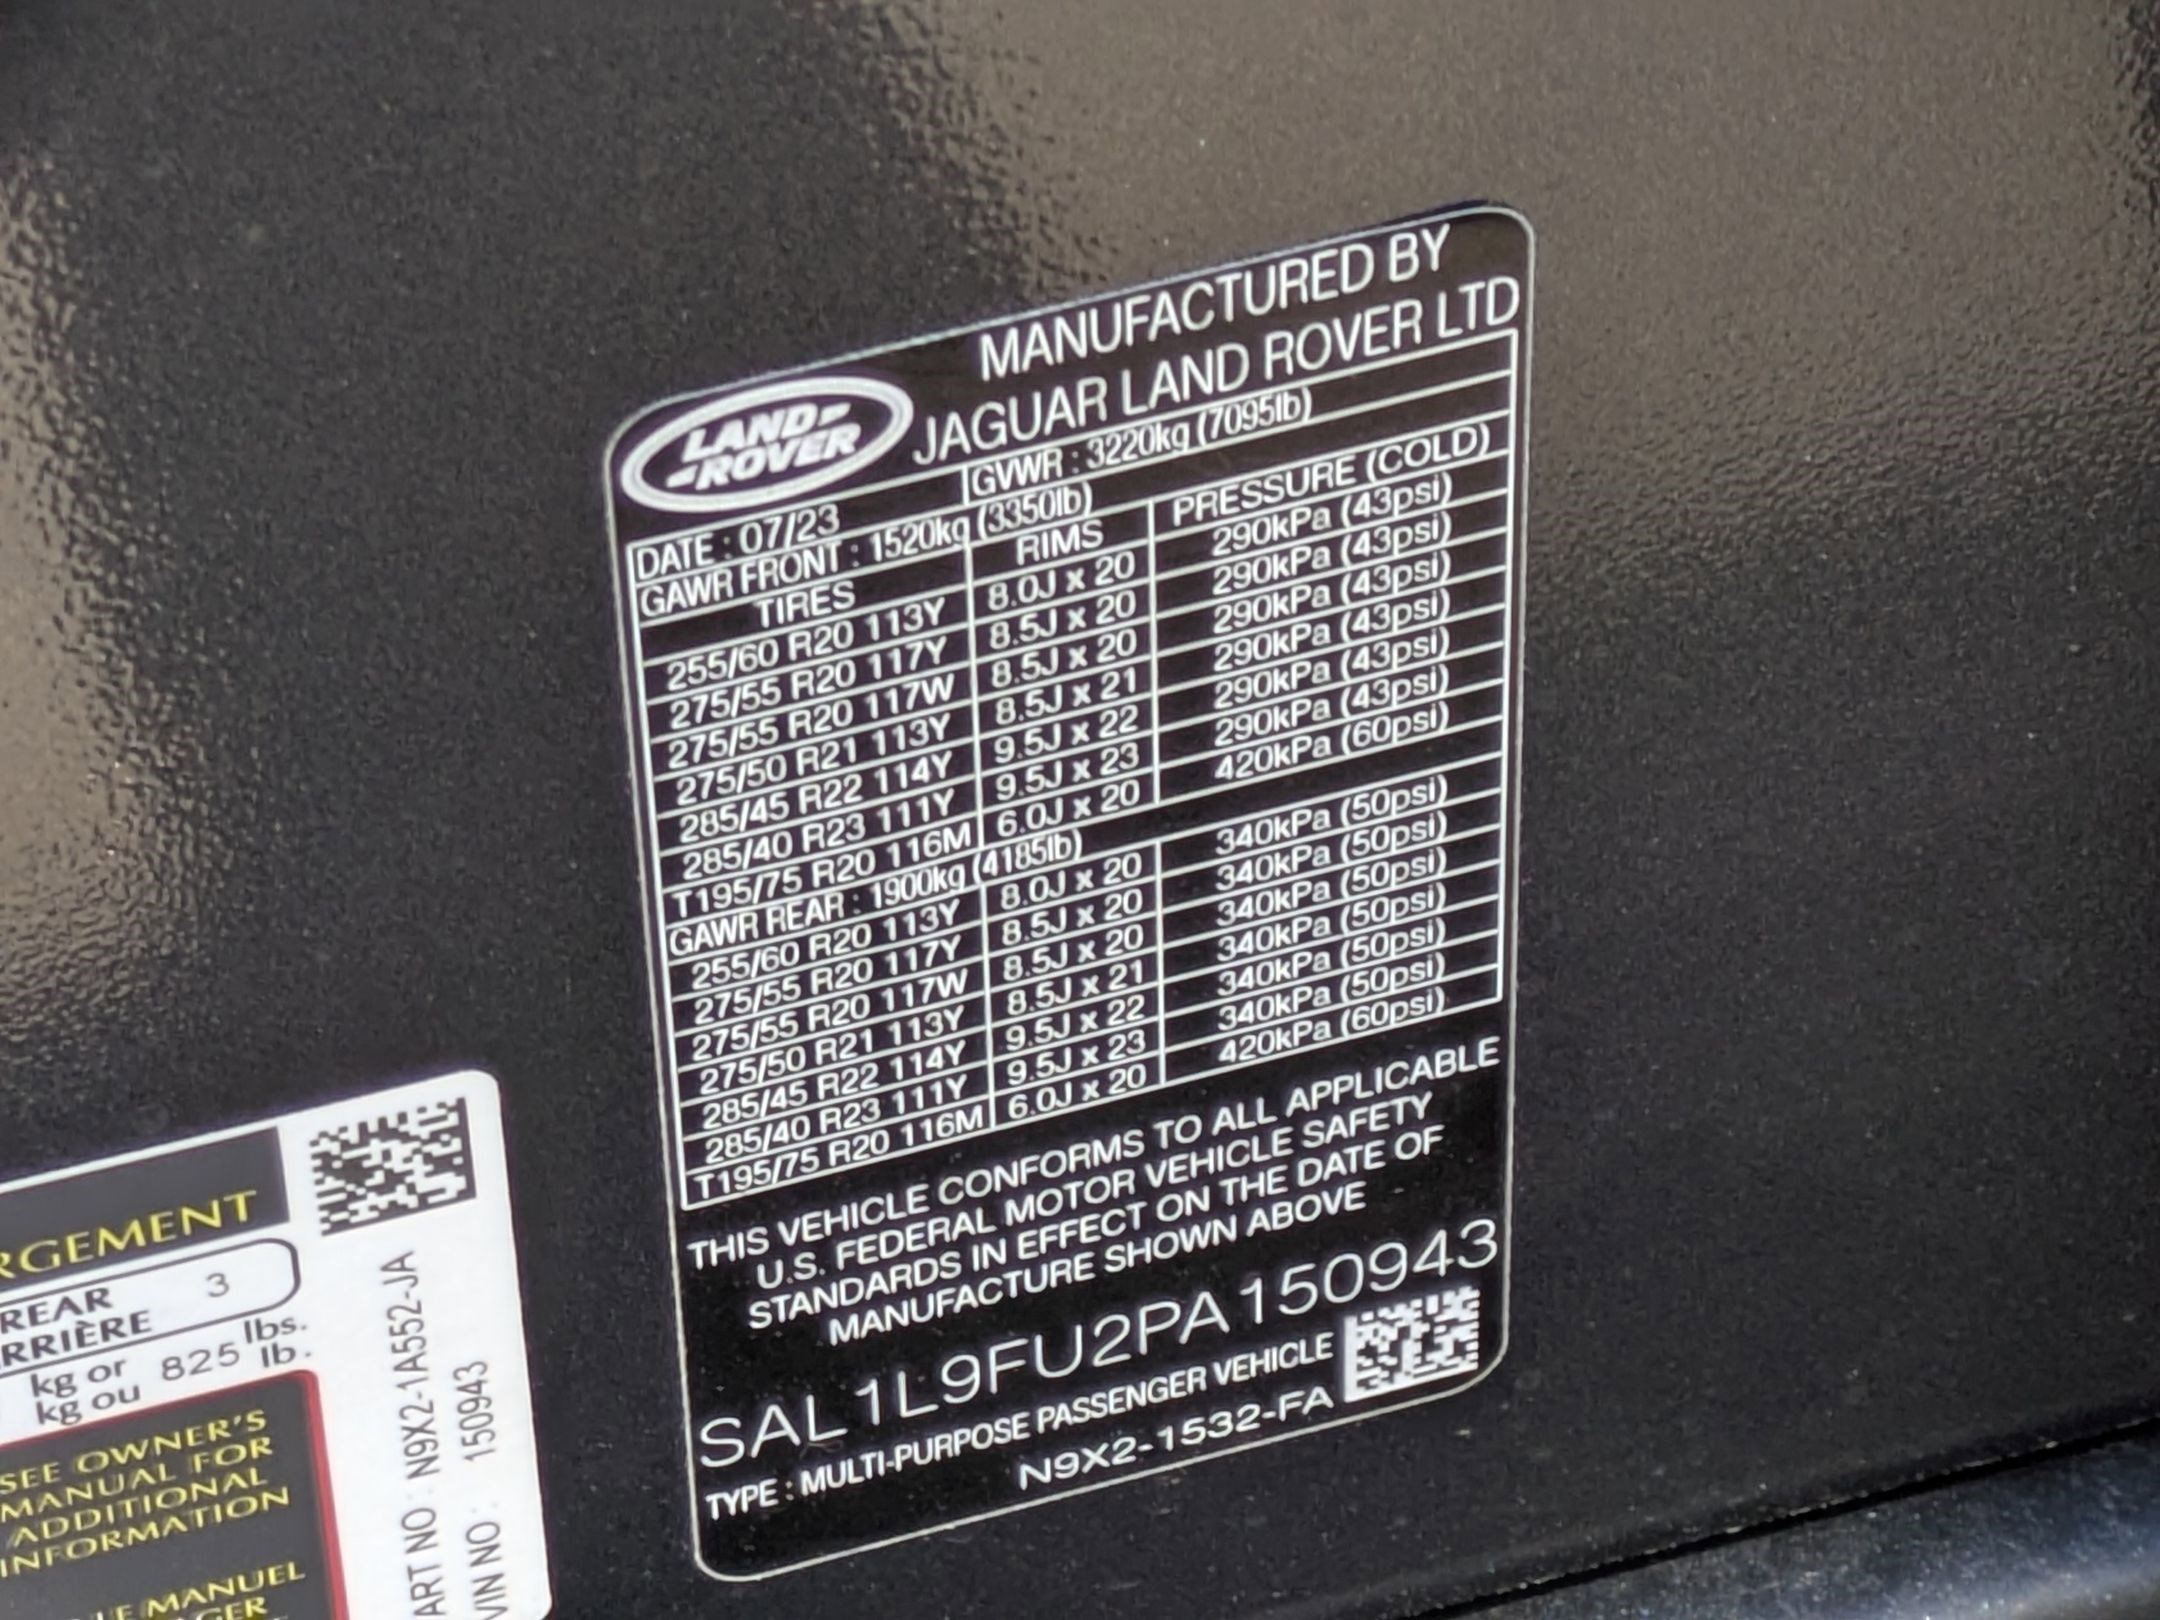 MANUFACTURED BY
JAGUAR LAND ROVER LTD
LAND-
-ROVER
DATE : 07/23 GVWR : 3220kg (7095lb)
GAWR FRONT : 1520kg (3350lb)
TIRES RIMS PRESSURE (COLD)
255/60 R20 113Y 8.0J x 20 290kPa (43psi)
275/55 R20 117Y 8.5J x 20 290kPa (43psi)
275/55 R20 117W 8.5J x 20 290kPa (43psi)
275/50 R21 113Y 8.5J x 21 290kPa (43psi)
285/45 R22 114Y 9.5J x 22 290kPa (43psi)
285/40 R23 111Y 9.5J x 23 290kPa (43psi)
T195/75 R20 116M 6.0J x 20 420kPa (60psi)
GAWR REAR : 1900kg (4185lb)
255/60 R20 113Y 8.0J x 20 340kPa (50psi)
275/55 R20 117Y 8.5J x 20 340kPa (50psi)
275/55 R20 117W 8.5J x 20 340kPa (50psi)
275/50 R21 113Y 8.5J x 21 340kPa (50psi)
285/45 R22 114Y 9.5J x 22 340kPa (50psi)
285/40 R23 111Y 9.5J x 23 340kPa (50psi)
T195/75 R20 116M 6.0J x 20 420kPa (60psi)
THIS VEHICLE CONFORMS TO ALL APPLICABLE
U.S. FEDERAL MOTOR VEHICLE SAFETY
STANDARDS IN EFFECT ON THE DATE OF
MANUFACTURE SHOWN ABOVE
SAL1L9FU2PA150943
TYPE : MULTI-PURPOSE PASSENGER VEHICLE
N9X2-1532-FA
RGEMENT
REAR 3
RRIÈRE
kg or 825 lbs.
kg ou lb.
SEE OWNER'S
MANUAL FOR
ADDITIONAL
INFORMATION
LE MANUEL
AGER
ART NO : N9X2-1A552-JA
VIN NO : 150943